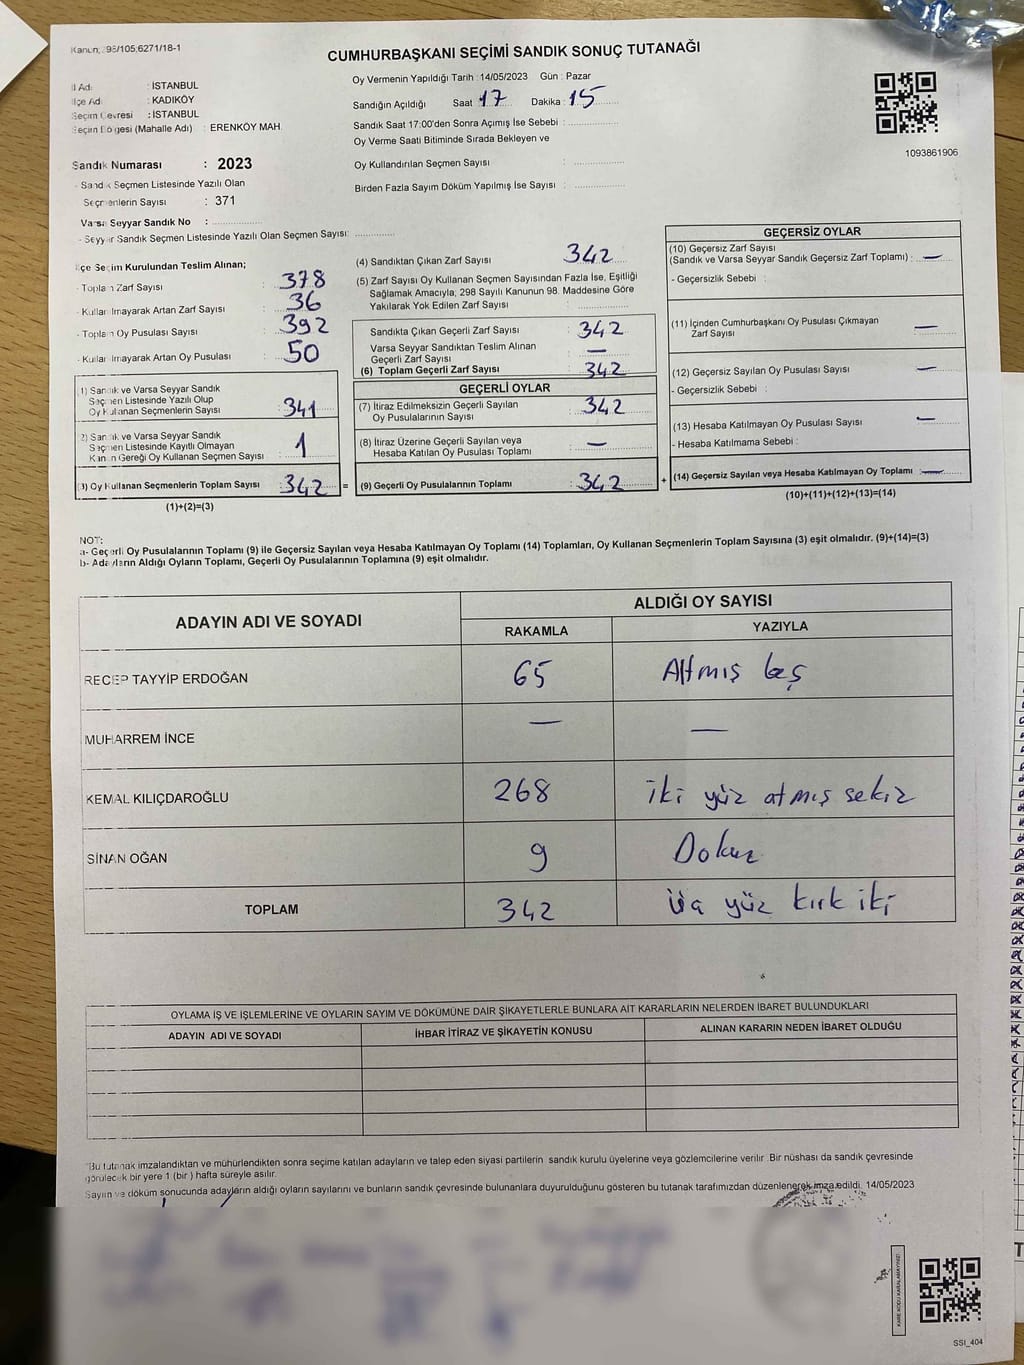 Kanun; 298/105;6271/18-1
CUMHURBAŞKANI SEÇİMİ SANDIK SONUÇ TUTANAĞI
İl Adı : İSTANBUL
İlçe Adı : KADIKÖY
Seçim Çevresi : İSTANBUL
Seçim Bölgesi (Mahalle Adı) : ERENKÖY MAH.
Sandık Numarası : 2023
- Sandık Seçmen Listesinde Yazılı Olan
Seçmenlerin Sayısı : 371
Varsa Seyyar Sandık No :
- Seyyar Sandık Seçmen Listesinde Yazılı Olan Seçmen Sayısı:
Oy Vermenin Yapıldığı Tarih : 14/05/2023 Gün : Pazar
Sandığın Açıldığı Saat 17 Dakika : 15
Sandık Saat 17:00'den Sonra Açımış İse Sebebi :
Oy Verme Saati Bitiminde Sırada Bekleyen ve
Oy Kullandırılan Seçmen Sayısı :
Birden Fazla Sayım Döküm Yapılmış İse Sayısı :
1093861906
İlçe Seçim Kurulundan Teslim Alınan;
- Toplam Zarf Sayısı : 378
- Kullanılmayarak Artan Zarf Sayısı : 36
- Toplam Oy Pusulası Sayısı : 392
- Kullanılmayarak Artan Oy Pusulası : 50
1) Sandık ve Varsa Seyyar Sandık
Seçmen Listesinde Yazılı Olup
Oy Kullanan Seçmenlerin Sayısı : 341
2) Sandık ve Varsa Seyyar Sandık
Seçmen Listesinde Kayıtlı Olmayan
Kanun Gereği Oy Kullanan Seçmen Sayısı : 1
(3) Oy Kullanan Seçmenlerin Toplam Sayısı : 342 =
(1)+(2)=(3)
(4) Sandıktan Çıkan Zarf Sayısı : 342
(5) Zarf Sayısı Oy Kullanan Seçmen Sayısından Fazla İse, Eşitliği
Sağlamak Amacıyla; 298 Sayılı Kanunun 98. Maddesine Göre
Yakılarak Yok Edilen Zarf Sayısı :
Sandıkta Çıkan Geçerli Zarf Sayısı : 342
Varsa Seyyar Sandıktan Teslim Alınan
Geçerli Zarf Sayısı : —
(6) Toplam Geçerli Zarf Sayısı : 342
GEÇERLİ OYLAR
(7) İtiraz Edilmeksizin Geçerli Sayılan
Oy Pusulalarının Sayısı : 342
(8) İtiraz Üzerine Geçerli Sayılan veya
Hesaba Katılan Oy Pusulası Toplamı : —
(9) Geçerli Oy Pusulalarının Toplamı : 342 +
GEÇERSİZ OYLAR
(10) Geçersiz Zarf Sayısı
(Sandık ve Varsa Seyyar Sandık Geçersiz Zarf Toplamı) : —
- Geçersizlik Sebebi :
(11) İçinden Cumhurbaşkanı Oy Pusulası Çıkmayan
Zarf Sayısı : —
(12) Geçersiz Sayılan Oy Pusulası Sayısı : —
- Geçersizlik Sebebi :
(13) Hesaba Katılmayan Oy Pusulası Sayısı : —
- Hesaba Katılmama Sebebi :
(14) Geçersiz Sayılan veya Hesaba Katılmayan Oy Toplamı : —
(10)+(11)+(12)+(13)=(14)
NOT:
a- Geçerli Oy Pusulalarının Toplamı (9) ile Geçersiz Sayılan veya Hesaba Katılmayan Oy Toplamı (14) Toplamları, Oy Kullanan Seçmenlerin Toplam Sayısına (3) eşit olmalıdır. (9)+(14)=(3)
b- Adayların Aldığı Oyların Toplamı, Geçerli Oy Pusulalarının Toplamına (9) eşit olmalıdır.
ADAYIN ADI VE SOYADI
ALDIĞI OY SAYISI
RAKAMLA YAZIYLA
RECEP TAYYİP ERDOĞAN 65 Altmış beş
MUHARREM İNCE — —
KEMAL KILIÇDAROĞLU 268 iki yüz atmış sekiz
SİNAN OĞAN 9 Dokuz
TOPLAM 342 Üç yüz kırk iki
OYLAMA İŞ VE İŞLEMLERİNE VE OYLARIN SAYIM VE DÖKÜMÜNE DAİR ŞİKAYETLERLE BUNLARA AİT KARARLARIN NELERDEN İBARET BULUNDUKLARI
ADAYIN ADI VE SOYADI İHBAR İTİRAZ VE ŞİKAYETİN KONUSU ALINAN KARARIN NEDEN İBARET OLDUĞU
*Bu tutanak imzalandıktan ve mühürlendikten sonra seçime katılan adayların ve talep eden siyasi partilerin sandık kurulu üyelerine veya gözlemcilerine verilir. Bir nüshası da sandık çevresinde
görülecek bir yere 1 (bir ) hafta süreyle asılır.
Sayım ve döküm sonucunda adayların aldığı oyların sayılarını ve bunların sandık çevresinde bulunanlara duyurulduğunu gösteren bu tutanak tarafımızdan düzenlenerek imza edildi. 14/05/2023
KARE KODU KARALAMAYINIZ!
SSI_404